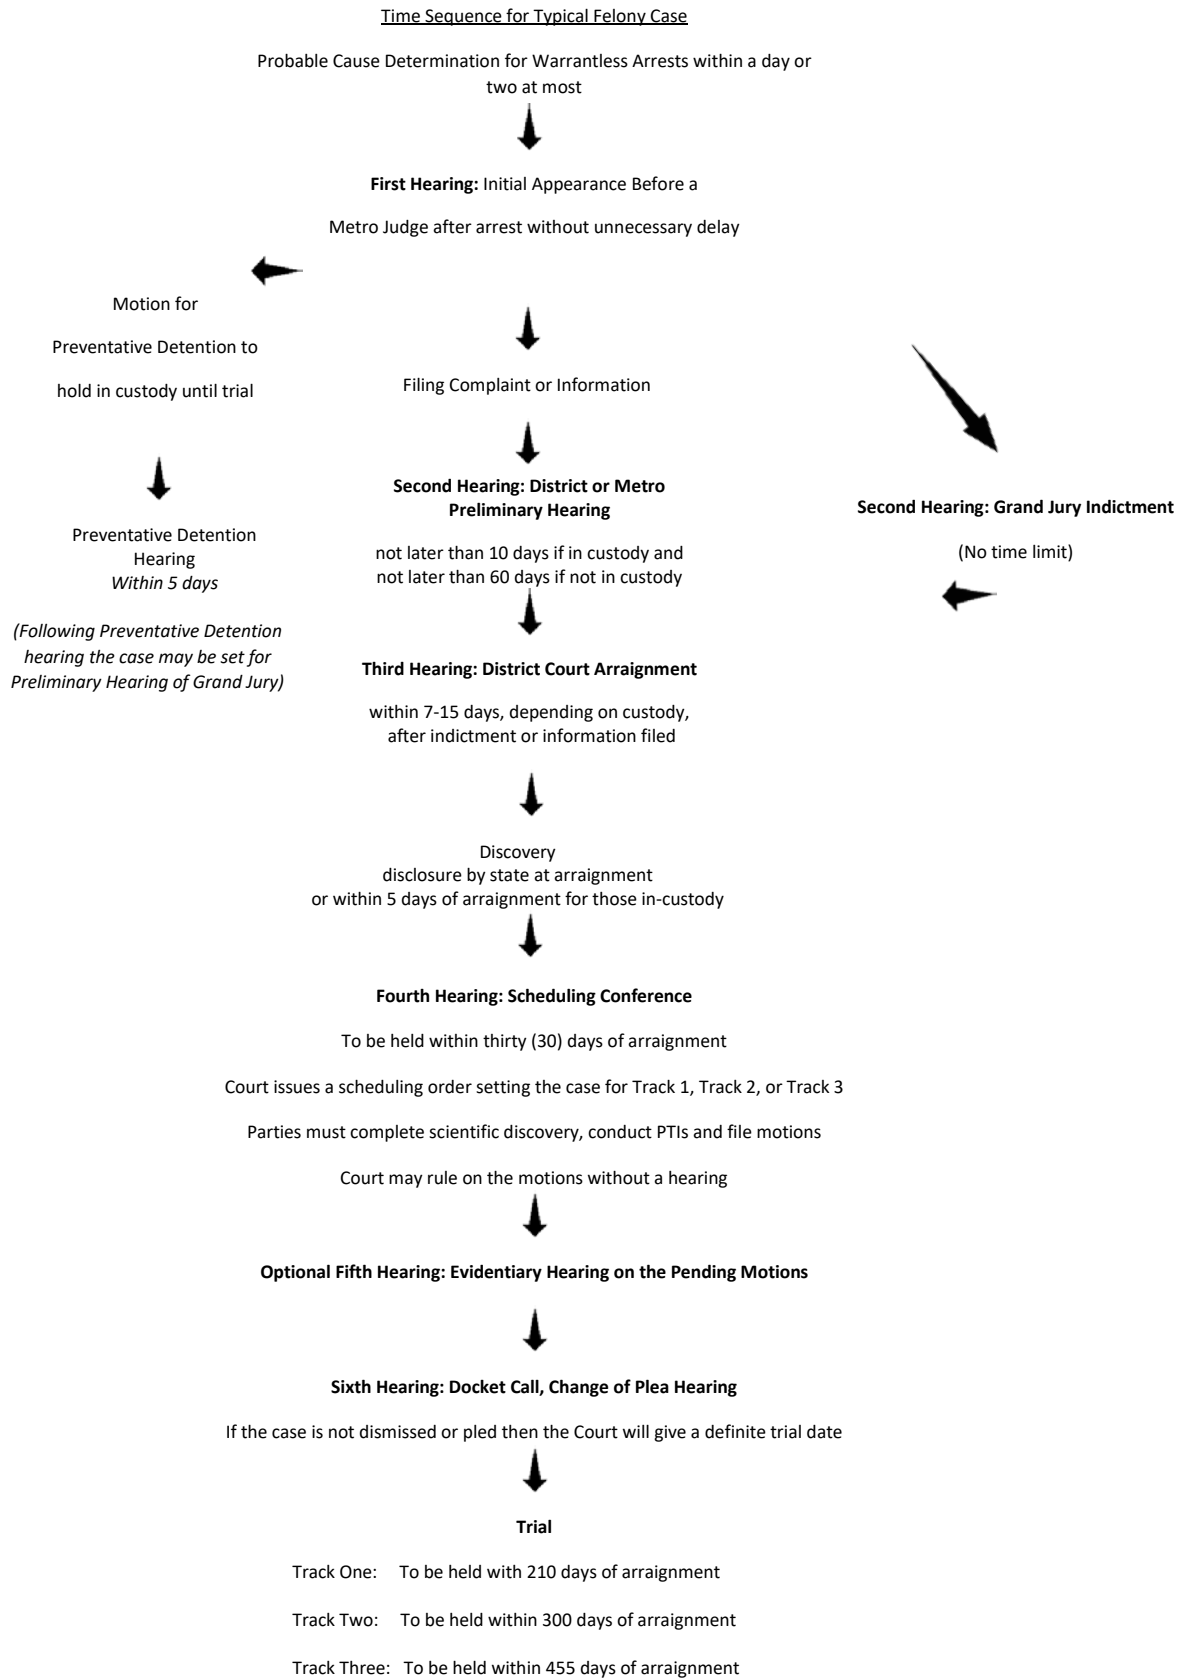 Time Sequence for Typical Felony Case
Probable Cause Determination for Warrantless Arrests within a day or
two at most
First Hearing: Initial Appearance Before a
Metro Judge after arrest without unnecessary delay
Motion for
Preventative Detention to
hold in custody until trial
Preventative Detention
Hearing
Within 5 days
(Following Preventative Detention
hearing the case may be set for
Preliminary Hearing of Grand Jury)
Filing Complaint or Information
Second Hearing: District or Metro
Preliminary Hearing
not later than 10 days if in custody and
not later than 60 days if not in custody
Second Hearing: Grand Jury Indictment
(No time limit)
Third Hearing: District Court Arraignment
within 7-15 days, depending on custody,
after indictment or information filed
Discovery
disclosure by state at arraignment
or within 5 days of arraignment for those in-custody
Fourth Hearing: Scheduling Conference
To be held within thirty (30) days of arraignment
Court issues a scheduling order setting the case for Track 1, Track 2, or Track 3
Parties must complete scientific discovery, conduct PTIs and file motions
Court may rule on the motions without a hearing
Optional Fifth Hearing: Evidentiary Hearing on the Pending Motions
Sixth Hearing: Docket Call, Change of Plea Hearing
If the case is not dismissed or pled then the Court will give a definite trial date
Trial
Track One: To be held with 210 days of arraignment
Track Two: To be held within 300 days of arraignment
Track Three: To be held within 455 days of arraignment